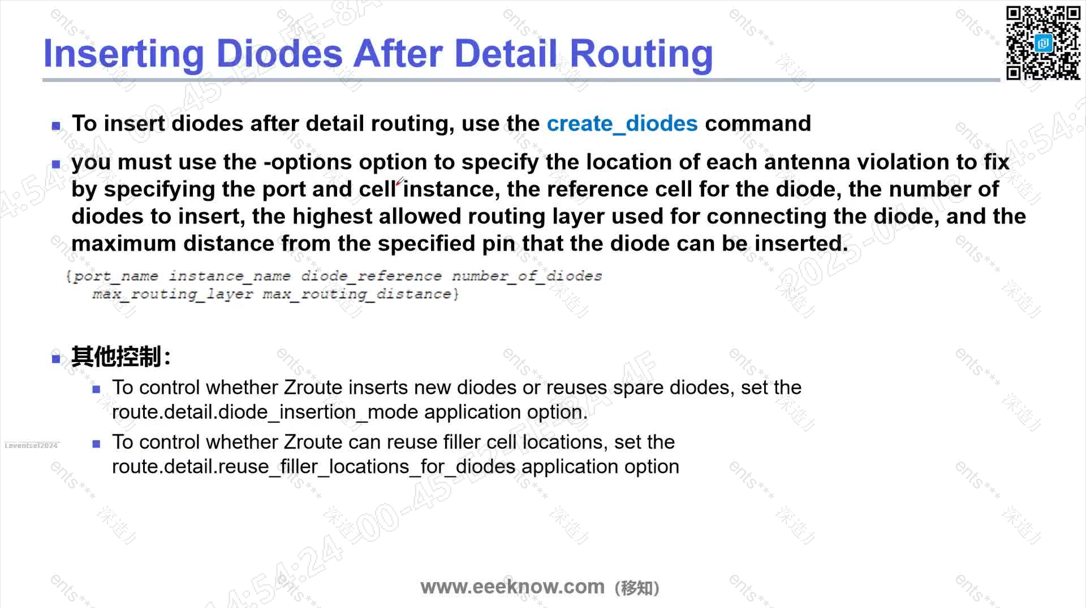 Inserting Diodes After Detail Routing
To insert diodes after detail routing, use the create_diodes command
you must use the -options option to specify the location of each antenna violation to fix
by specifying the port and cell instance, the reference cell for the diode, the number of
diodes to insert, the highest allowed routing layer used for connecting the diode, and the
maximum distance from the specified pin that the diode can be inserted.
{port_name instance_name diode_reference number_of_diodes
max_routing_layer max_routing_distance}
其他控制：
To control whether Zroute inserts new diodes or reuses spare diodes, set the
route.detail.diode_insertion_mode application option.
To control whether Zroute can reuse filler cell locations, set the
route.detail.reuse_filler_locations_for_diodes application option
www.eeeknow.com（移知）